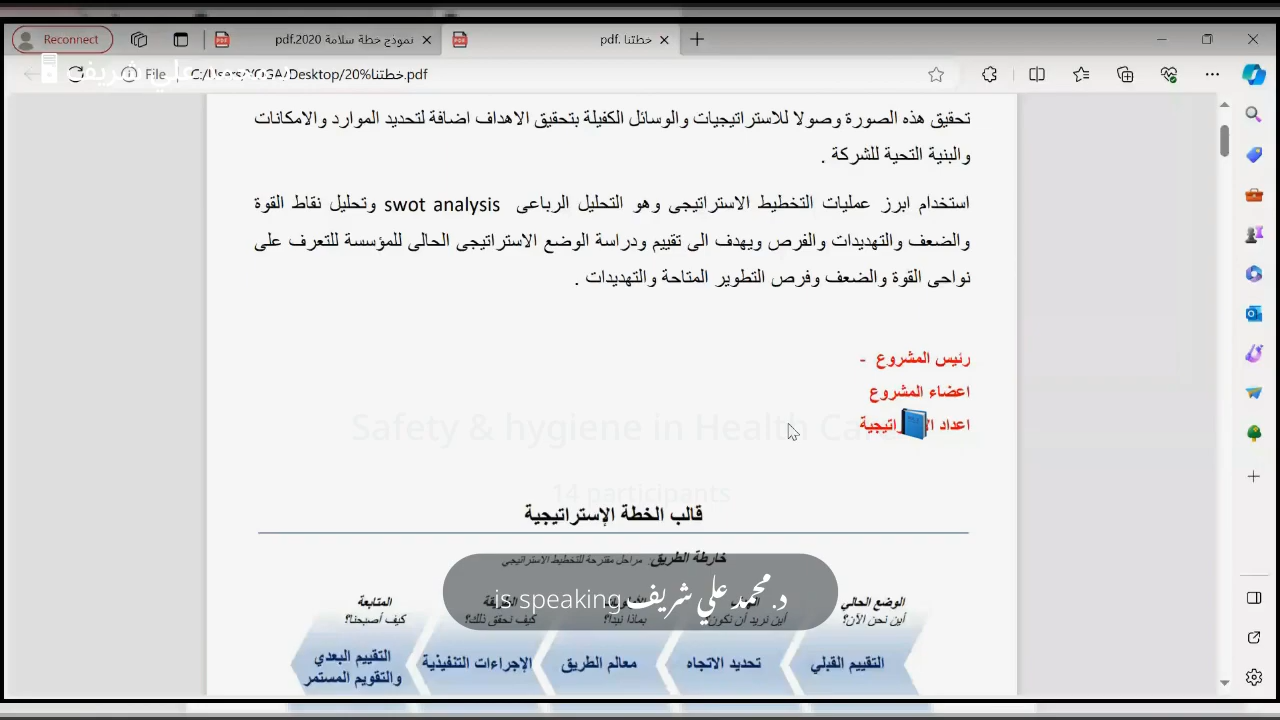 Reconnect
نموذج خطة سلامة 2020.pdf
خطتنا .pdf
د.محمد علي شريف
File
C:/Users/YOGA/Desktop/20%خطتنا.pdf
تحقيق هذه الصورة وصولا للاستراتيجيات والوسائل الكفيلة بتحقيق الاهداف اضافة لتحديد الموارد والامكانات
والبنية التحية للشركة .
استخدام ابرز عمليات التخطيط الاستراتيجى وهو التحليل الرباعى swot analysis وتحليل نقاط القوة
والضعف والتهديدات والفرص ويهدف الى تقييم ودراسة الوضع الاستراتيجى الحالى للمؤسسة للتعرف على
نواحى القوة والضعف وفرص التطوير المتاحة والتهديدات .
رئيس المشروع -
اعضاء المشروع
اعداد
Safety & hygiene in Health
14 participants
قالب الخطة الإستراتيجية
خارطة الطريق: مراحل مقترحة للتخطيط الاستراتيجي
د.محمد علي شريف is speaking
الوضع الحالي
المتابعة
أين نحن الآن؟
أين نريد أن نكون؟
بماذا نبدأ؟
كيف نحقق ذلك؟
كيف أصبحنا؟
التقييم القبلي
تحديد الاتجاه
معالم الطريق
الإجراءات التنفيذية
التقييم البعدي
والتقويم المستمر